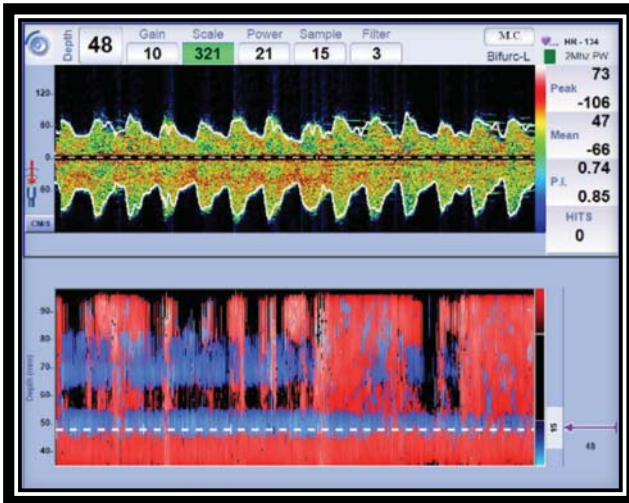 Depth 48
Gain 10
Scale 321
Power 21
Sample 15
Filter 3
M.C.
Bifurc-L
HR - 134
2Mhz PW
120
60
0
60
CM/S
73
Peak
-106
47
Mean
-66
0.74
P.I.
0.85
HITS
0
90
80
70
60
50
40
Depth (mm)
15
48